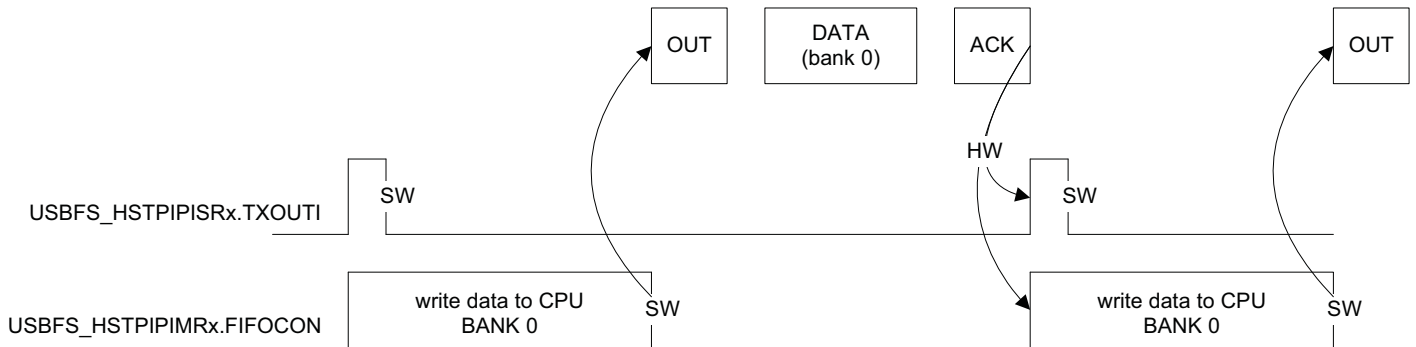 OUT
DATA
(bank 0)
ACK
OUT
HW
SW
SW
USBFS_HSTPIPISRx.TXOUTI
write data to CPU
BANK 0
SW
write data to CPU
BANK 0
SW
USBFS_HSTPIPIMRx.FIFOCON